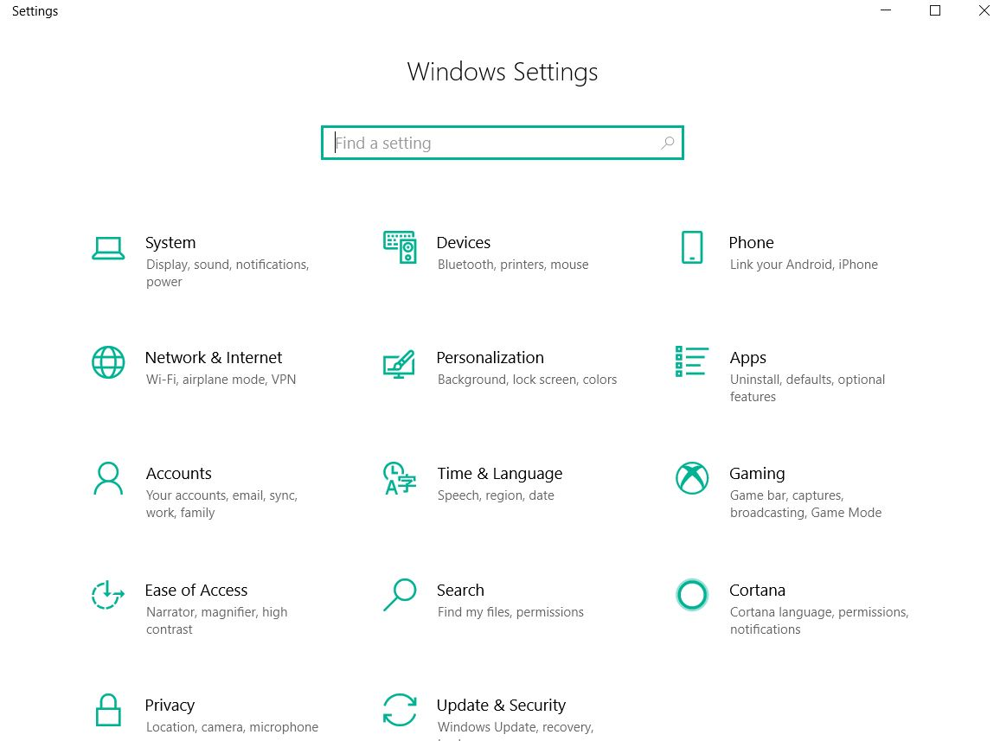 Settings
Windows Settings
Find a setting
System
Display, sound, notifications,
power
Devices
Bluetooth, printers, mouse
Phone
Link your Android, iPhone
Network & Internet
Wi-Fi, airplane mode, VPN
Personalization
Background, lock screen, colors
Apps
Uninstall, defaults, optional
features
Accounts
Your accounts, email, sync,
work, family
Time & Language
Speech, region, date
Gaming
Game bar, captures,
broadcasting, Game Mode
Ease of Access
Narrator, magnifier, high
contrast
Search
Find my files, permissions
Cortana
Cortana language, permissions,
notifications
Privacy
Location, camera, microphone
Update & Security
Windows Update, recovery,